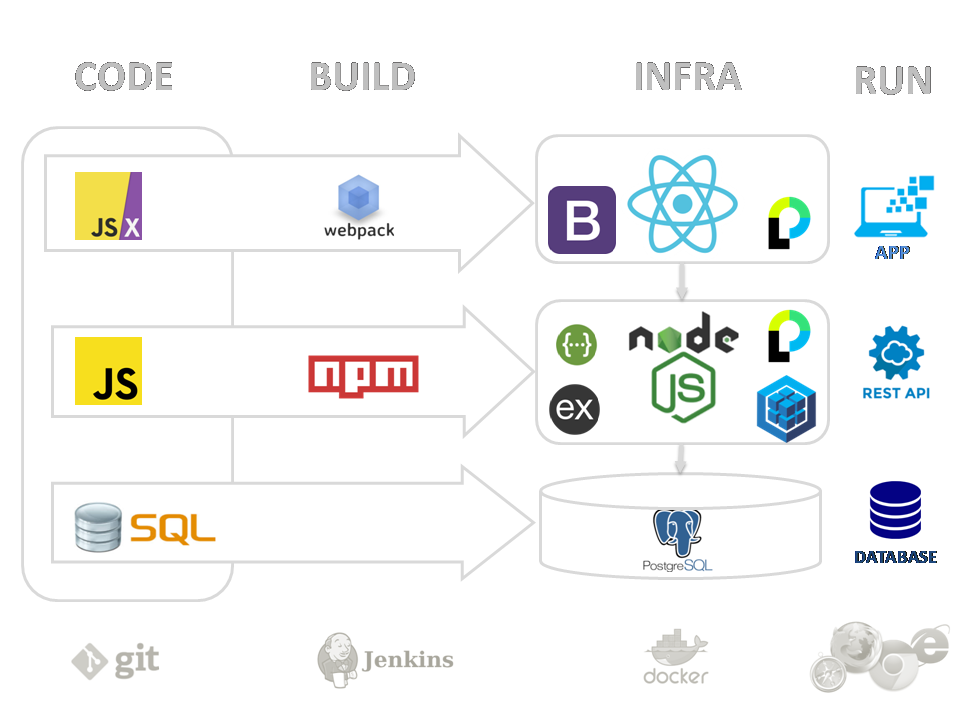 CODE
BUILD
INFRA
RUN
JS X
webpack
B
APP
JS
npm
{···}
node
JS
ex
REST API
SQL
PostgreSQL
DATABASE
git
Jenkins
docker